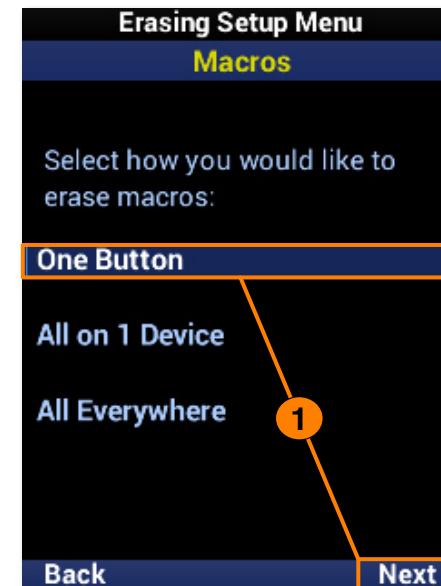 Erasing Setup Menu
Macros
Select how you would like to
erase macros:
One Button
All on 1 Device
All Everywhere
1
Back Next